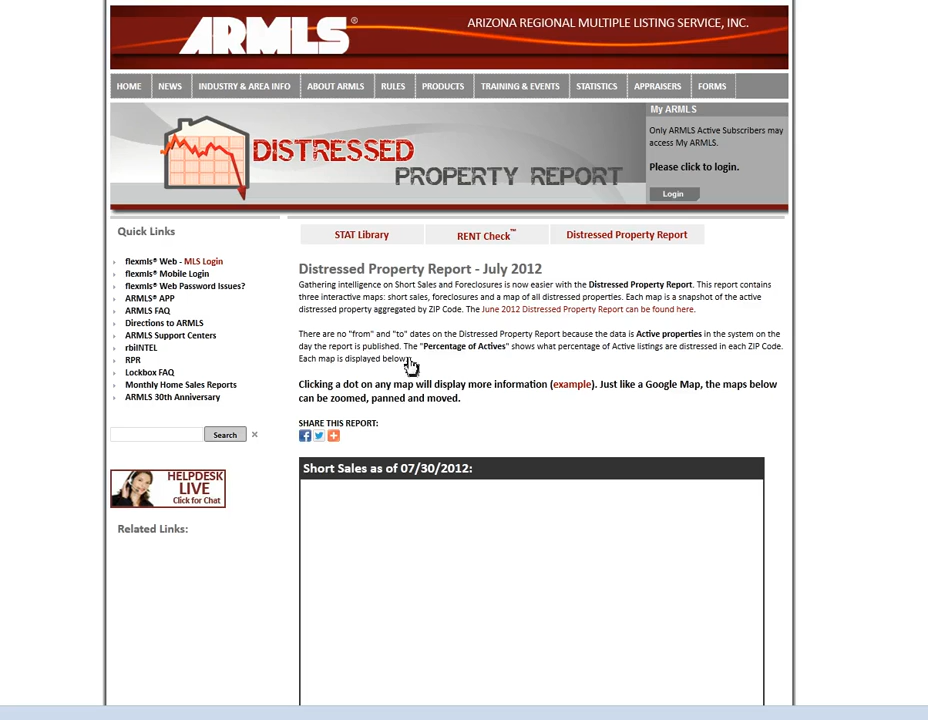 ARMLS®
ARIZONA REGIONAL MULTIPLE LISTING SERVICE, INC.
HOME NEWS INDUSTRY & AREA INFO ABOUT ARMLS RULES PRODUCTS TRAINING & EVENTS STATISTICS APPRAISERS FORMS
DISTRESSED
PROPERTY REPORT
My ARMLS
Only ARMLS Active Subscribers may
access My ARMLS.
Please click to login.
Login
Quick Links
flexmls® Web - MLS Login
flexmls® Mobile Login
flexmls® Web Password Issues?
ARMLS® APP
ARMLS FAQ
Directions to ARMLS
ARMLS Support Centers
rbiINTEL
RPR
Lockbox FAQ
Monthly Home Sales Reports
ARMLS 30th Anniversary
Search
HELPDESK
LIVE
Click for Chat
Related Links:
STAT Library RENT Check™ Distressed Property Report
Distressed Property Report - July 2012
Gathering intelligence on Short Sales and Foreclosures is now easier with the Distressed Property Report. This report contains
three interactive maps: short sales, foreclosures and a map of all distressed properties. Each map is a snapshot of the active
distressed property aggregated by ZIP Code. The June 2012 Distressed Property Report can be found here.
There are no "from" and "to" dates on the Distressed Property Report because the data is Active properties in the system on the
day the report is published. The "Percentage of Actives" shows what percentage of Active listings are distressed in each ZIP Code.
Each map is displayed below.
Clicking a dot on any map will display more information (example). Just like a Google Map, the maps below
can be zoomed, panned and moved.
SHARE THIS REPORT:
Short Sales as of 07/30/2012: